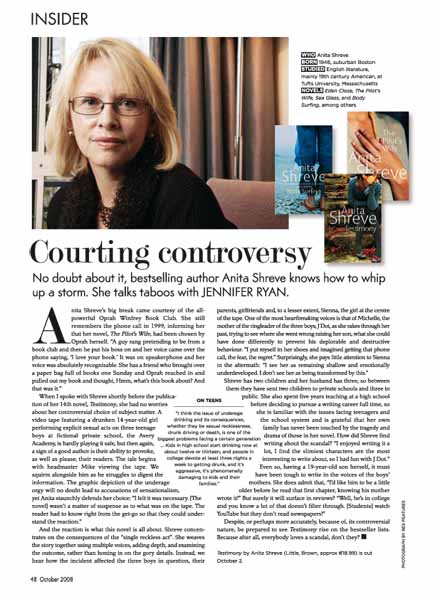 INSIDER
WHO Anita Shreve
BORN 1946, suburban Boston
STUDIED English literature,
mainly 19th century American, at
Tufts University, Massachusetts
NOVELS Eden Close, The Pilot's
Wife, Sea Glass, and Body
Surfing, among others
Anita
Shreve
The
Pilot's
Wife
Anita
Shreve
Anita
Shreve
Testimony
Courting controversy
No doubt about it, bestselling author Anita Shreve knows how to whip
up a storm. She talks taboos with JENNIFER RYAN.
Anita Shreve's big break came courtesy of the all-
powerful Oprah Winfrey Book Club. She still
remembers the phone call in 1999, informing her
that her novel, The Pilot's Wife, had been chosen by
Oprah herself. "A guy rang pretending to be from a
book club and then he put his boss on and her voice came over the
phone saying, 'I love your book.' It was on speakerphone and her
voice was absolutely recognisable. She has a friend who brought over
a paper bag full of books one Sunday and Oprah reached in and
pulled out my book and thought, Hmm, what's this book about? And
that was it."
When I spoke with Shreve shortly before the publica-
tion of her 14th novel, Testimony, she had no worries
about her controversial choice of subject matter. A
video tape featuring a drunken 14-year-old girl
performing explicit sexual acts on three teenage
boys at fictional private school, the Avery
Academy, is hardly playing it safe, but then again,
a sign of a good author is their ability to provoke,
as well as please, their readers. The tale begins
with headmaster Mike viewing the tape. We
squirm alongside him as he struggles to digest the
information. The graphic depiction of the underage
orgy will no doubt lead to accusations of sensationalism,
yet Anita staunchly defends her choice: "I felt it was necessary. [The
novel] wasn't a matter of suspense as to what was on the tape. The
reader had to know right from the get-go so that they could under-
stand the reaction."
And the reaction is what this novel is all about. Shreve concen-
trates on the consequences of the "single reckless act". She weaves
the story together using multiple voices, adding depth, and examining
the outcome, rather than honing in on the gory details. Instead, we
hear how the incident affected the three boys in question, their
ON TEENS
"I think the issue of underage
drinking and its consequences,
whether they be sexual recklessness,
drunk driving or death, is one of the
biggest problems facing a certain generation
... Kids in high school start drinking now at
about twelve or thirteen, and people in
college devote at least three nights a
week to getting drunk, and it's
aggressive, it's phenomenally
damaging to kids and their
families."
parents, girlfriends and, to a lesser extent, Sienna, the girl at the centre
of the tape. One of the most heartbreaking voices is that of Michelle, the
mother of the ringleader of the three boys, J Dot, as she takes through her
past, trying to see where she went wrong raising her son, what she could
have done differently to prevent his deplorable and destructive
behaviour. "I put myself in her shoes and imagined getting that phone
call, the fear, the regret." Surprisingly, she pays little attention to Sienna
in the aftermath: "I see her as remaining shallow and emotionally
underdeveloped. I don't see her as being transformed by this."
Shreve has two children and her husband has three, so between
them they have sent two children to private schools and three to
public. She also spent five years teaching at a high school
before deciding to pursue a writing career full time, so
she is familiar with the issues facing teenagers and
the school system and is grateful that her own
family has never been touched by the tragedy and
drama of those in her novel. How did Shreve find
writing about the scandal? "I enjoyed writing it a
lot, I find the slimiest characters are the most
interesting to write about, so I had fun with J Dot."
Even so, having a 19-year-old son herself, it must
have been tough to write in the voices of the boys'
mothers. She does admit that, "I'd like him to be a little
older before he read that first chapter, knowing his mother
wrote it!" But surely it will surface in reviews? "Well, he's in college
and you know a lot of that doesn't filter through. [Students] watch
YouTube but they don't read newspapers!"
Despite, or perhaps more accurately, because of, its controversial
nature, be prepared to see Testimony rise on the bestseller lists.
Because after all, everybody loves a scandal, don't they?
Testimony by Anita Shreve (Little, Brown, approx €18.99) is out
October 2.
PHOTOGRAPH BY REX FEATURES
48 October 2008